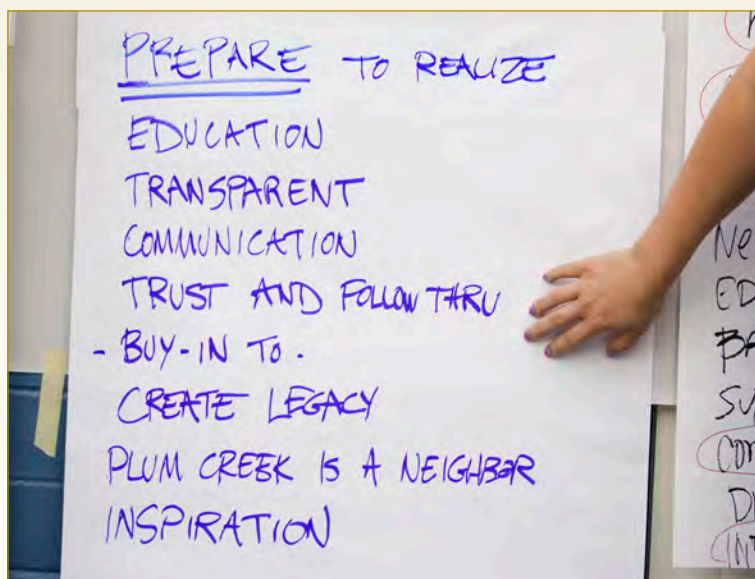 PREPARE TO REALIZE
EDUCATION
TRANSPARENT
COMMUNICATION
TRUST AND FOLLOW THRU
- BUY-IN TO.
CREATE LEGACY
PLUM CREEK IS A NEIGHBOR
INSPIRATION